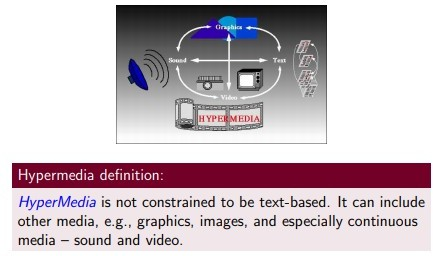 Graphics
Sound
Text
Video
HYPERMEDIA
Hypermedia definition:
HyperMedia is not constrained to be text-based. It can include
other media, e.g., graphics, images, and especially continuous
media – sound and video.